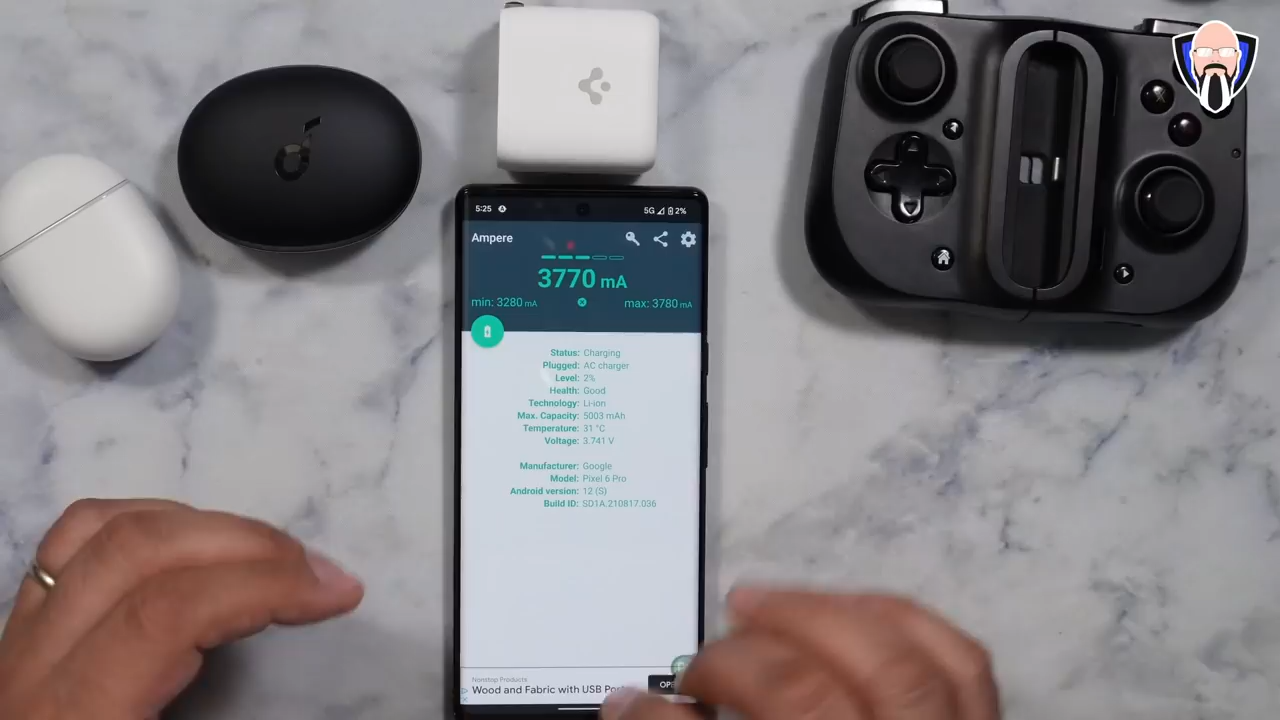 5:25
5G 2%
Ampere
3770 mA
min: 3280 mA
max: 3780 mA
Status: Charging
Plugged: AC charger
Level: 2%
Health: Good
Technology: Li-ion
Max. Capacity: 5003 mAh
Temperature: 31 °C
Voltage: 3.741 V
Manufacturer: Google
Model: Pixel 6 Pro
Android version: 12 (S)
Build ID: SD1A.210817.036
Nonstop Products
Wood and Fabric with USB